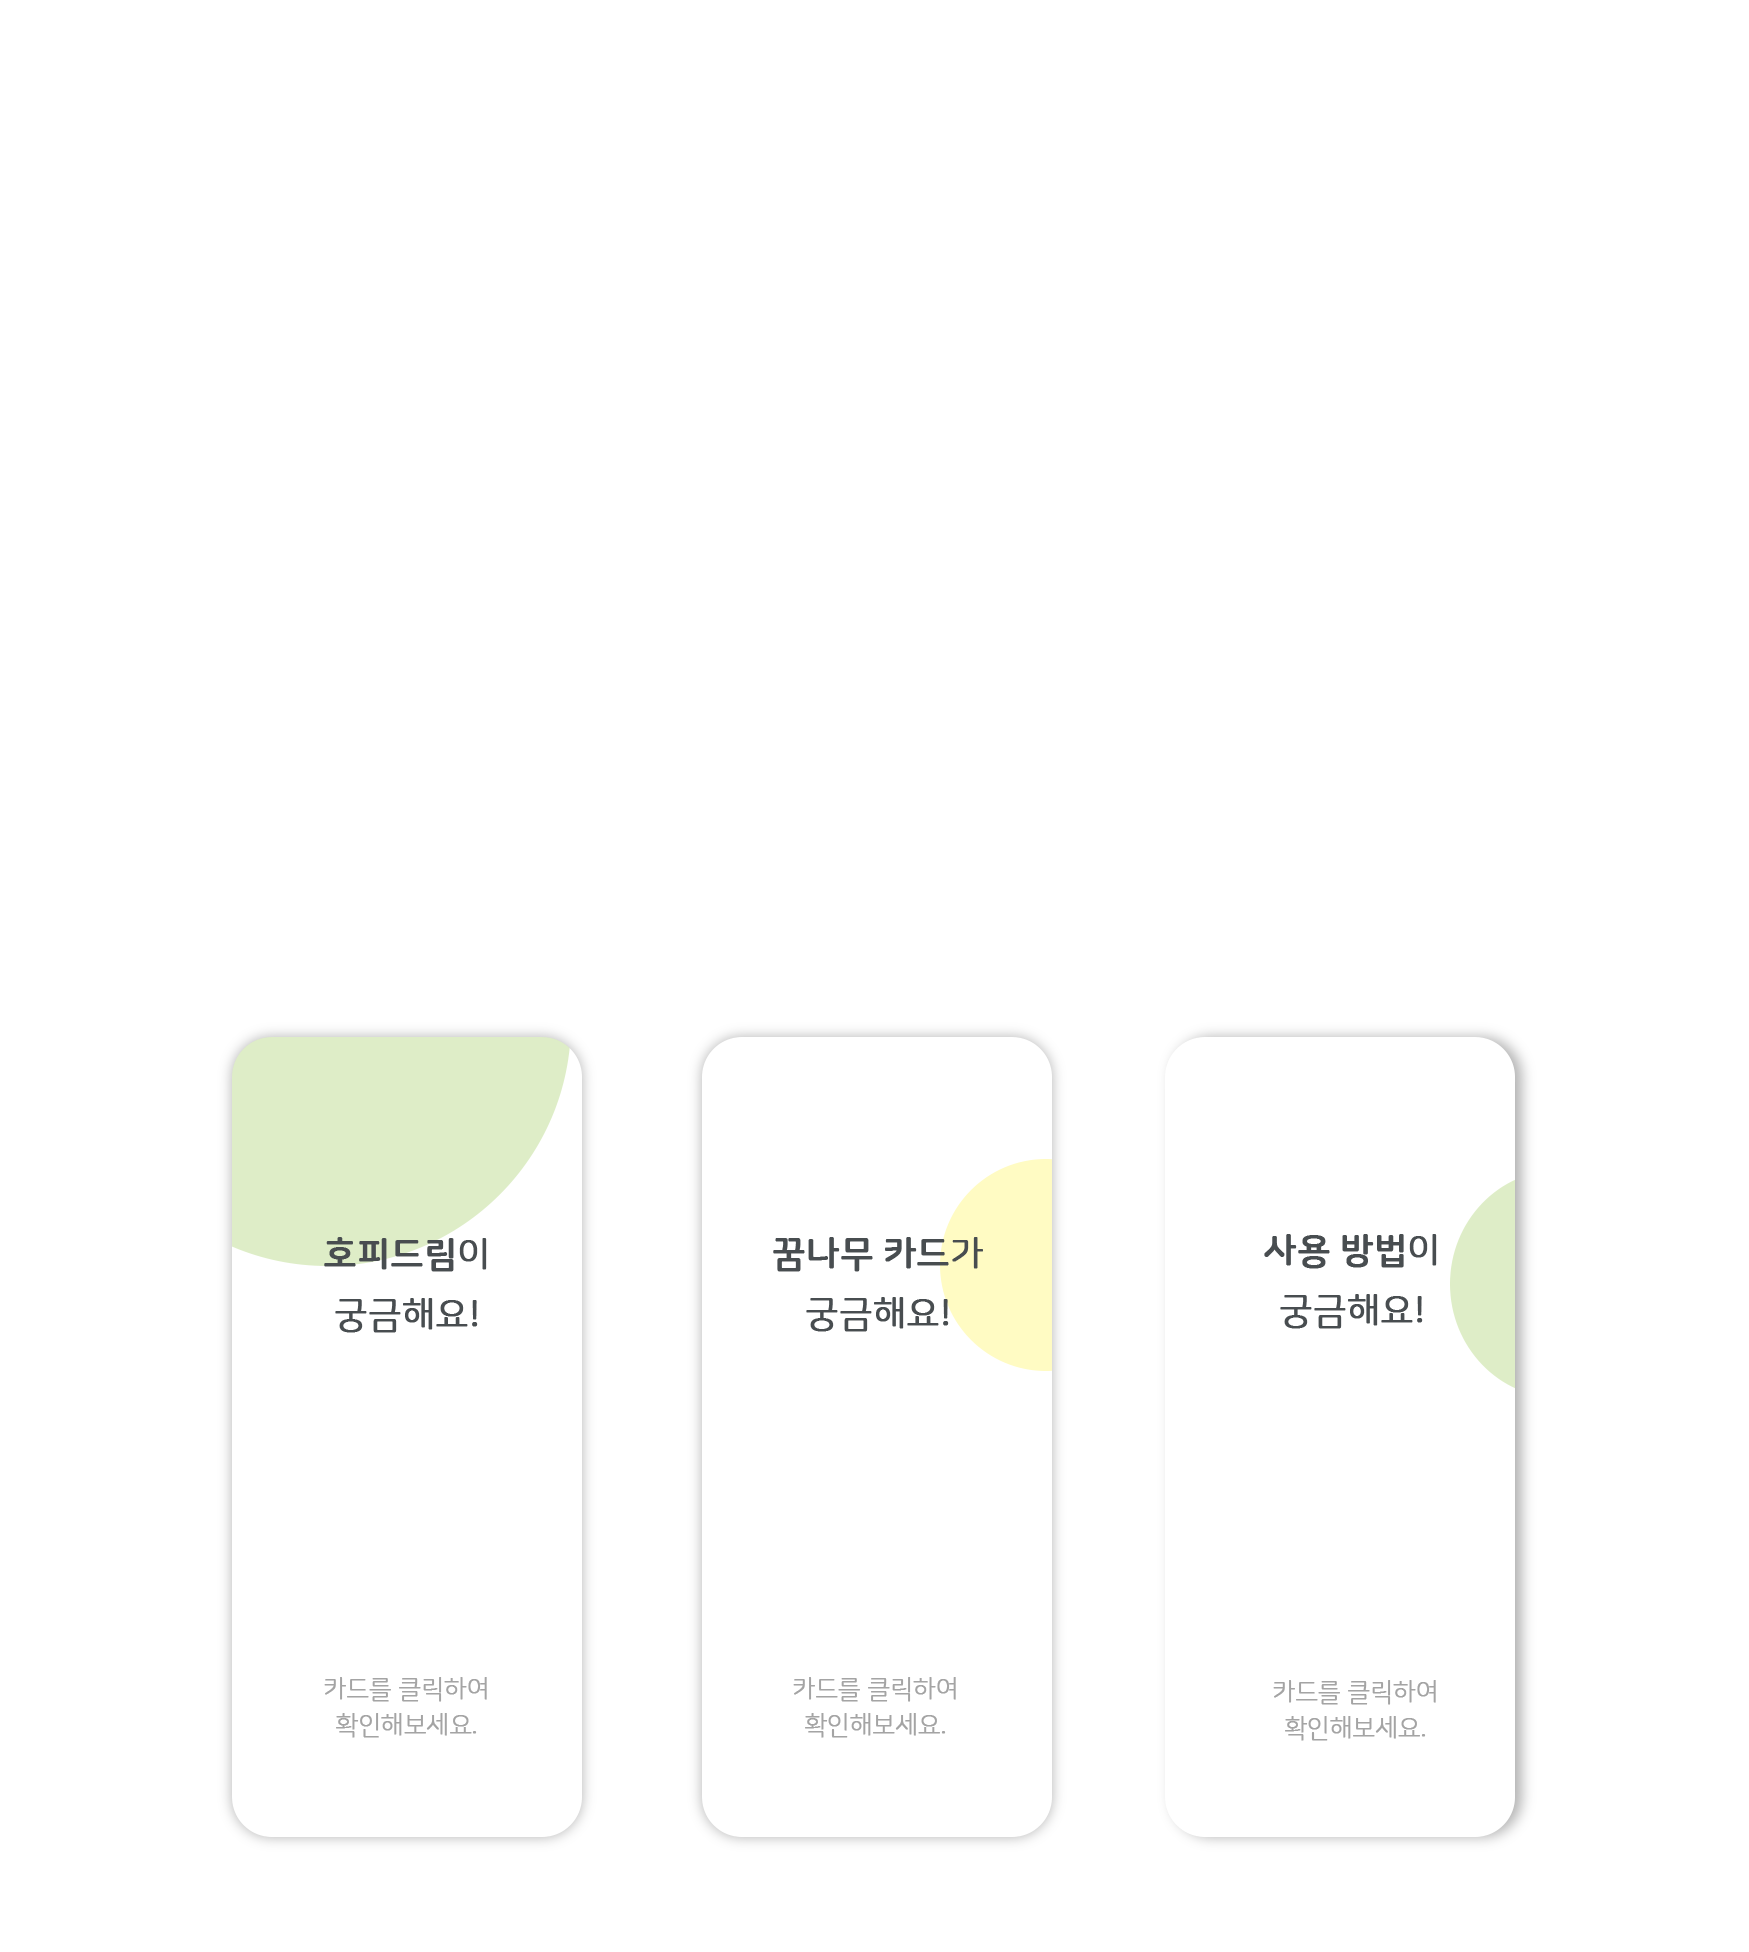 호피드림이
궁금해요!
카드를 클릭하여
확인해보세요.
꿈나무 카드가
궁금해요!
카드를 클릭하여
확인해보세요.
사용 방법이
궁금해요!
카드를 클릭하여
확인해보세요.